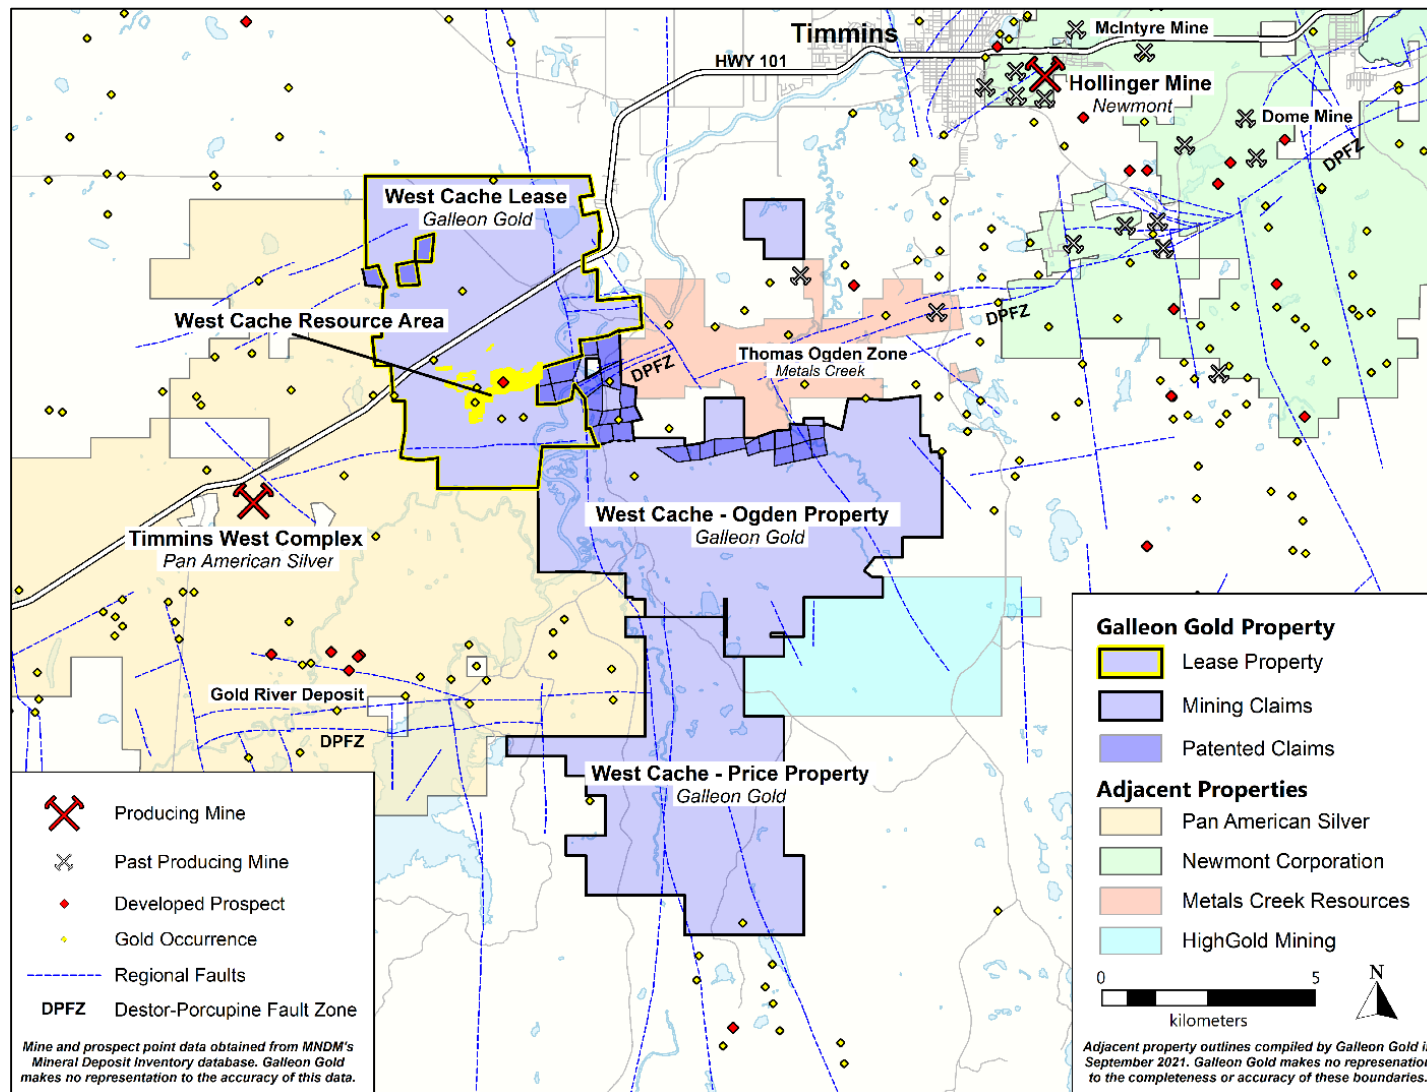 Timmins
McIntyre Mine
HWY 101
Hollinger Mine
Newmont
Dome Mine
DPFZ
West Cache Lease
Galleon Gold
West Cache Resource Area
DPFZ
Thomas Ogden Zone
Metals Creek
DPFZ
West Cache - Ogden Property
Galleon Gold
Timmins West Complex
Pan American Silver
Gold River Deposit
DPFZ
West Cache - Price Property
Galleon Gold
Producing Mine
Past Producing Mine
Developed Prospect
Gold Occurrence
Regional Faults
DPFZ Destor-Porcupine Fault Zone
Mine and prospect point data obtained from MNDM's
Mineral Deposit Inventory database. Galleon Gold
makes no representation to the accuracy of this data.
Galleon Gold Property
Lease Property
Mining Claims
Patented Claims
Adjacent Properties
Pan American Silver
Newmont Corporation
Metals Creek Resources
HighGold Mining
0 5
kilometers
N
Adjacent property outlines compiled by Galleon Gold i
September 2021. Galleon Gold makes no represenation
to the completeness or accuracy of these boundaries.